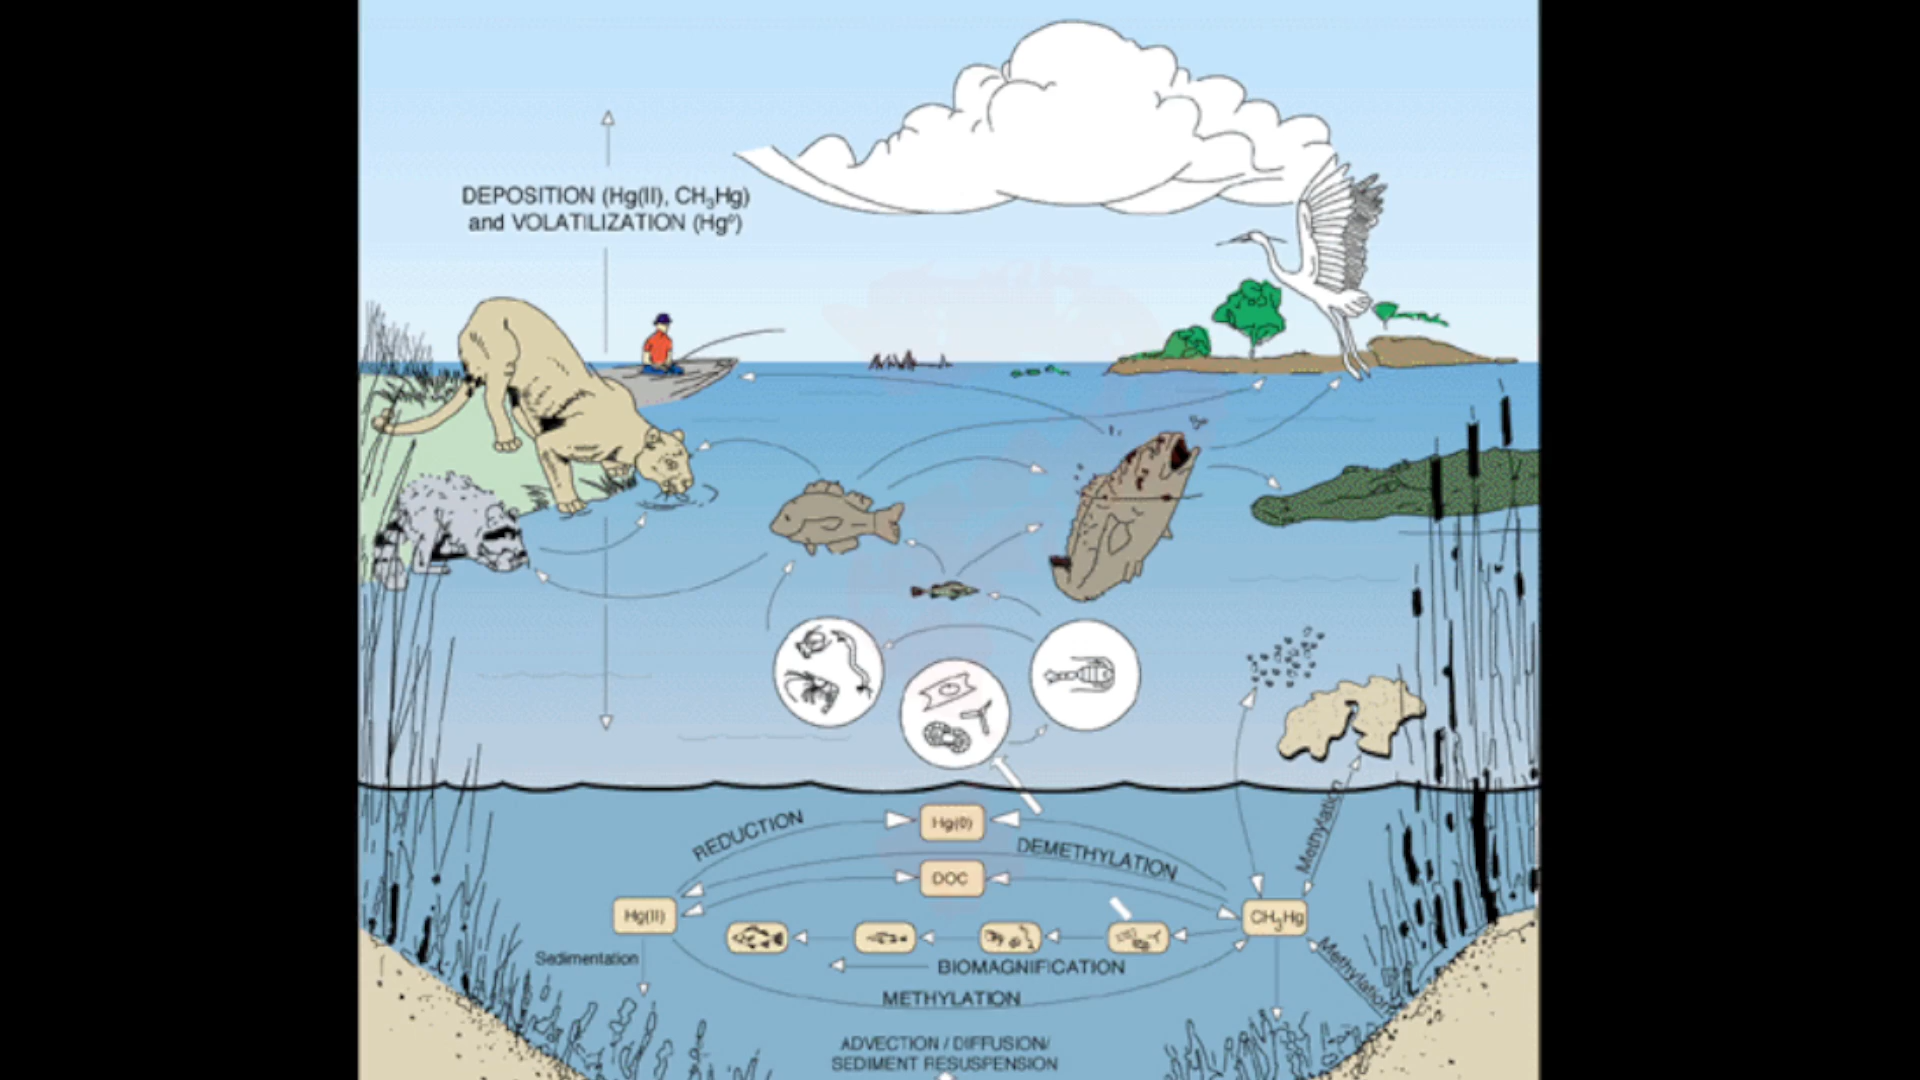 DEPOSITION (Hg(II), CH₃Hg)
and VOLATILIZATION (Hg⁰)
REDUCTION
Hg(0)
DEMETHYLATION
Methylation
DOC
Hg(II)
CH₃Hg
Sedimentation
BIOMAGNIFICATION
Methylation
METHYLATION
ADVECTION / DIFFUSION/
SEDIMENT RESUSPENSION